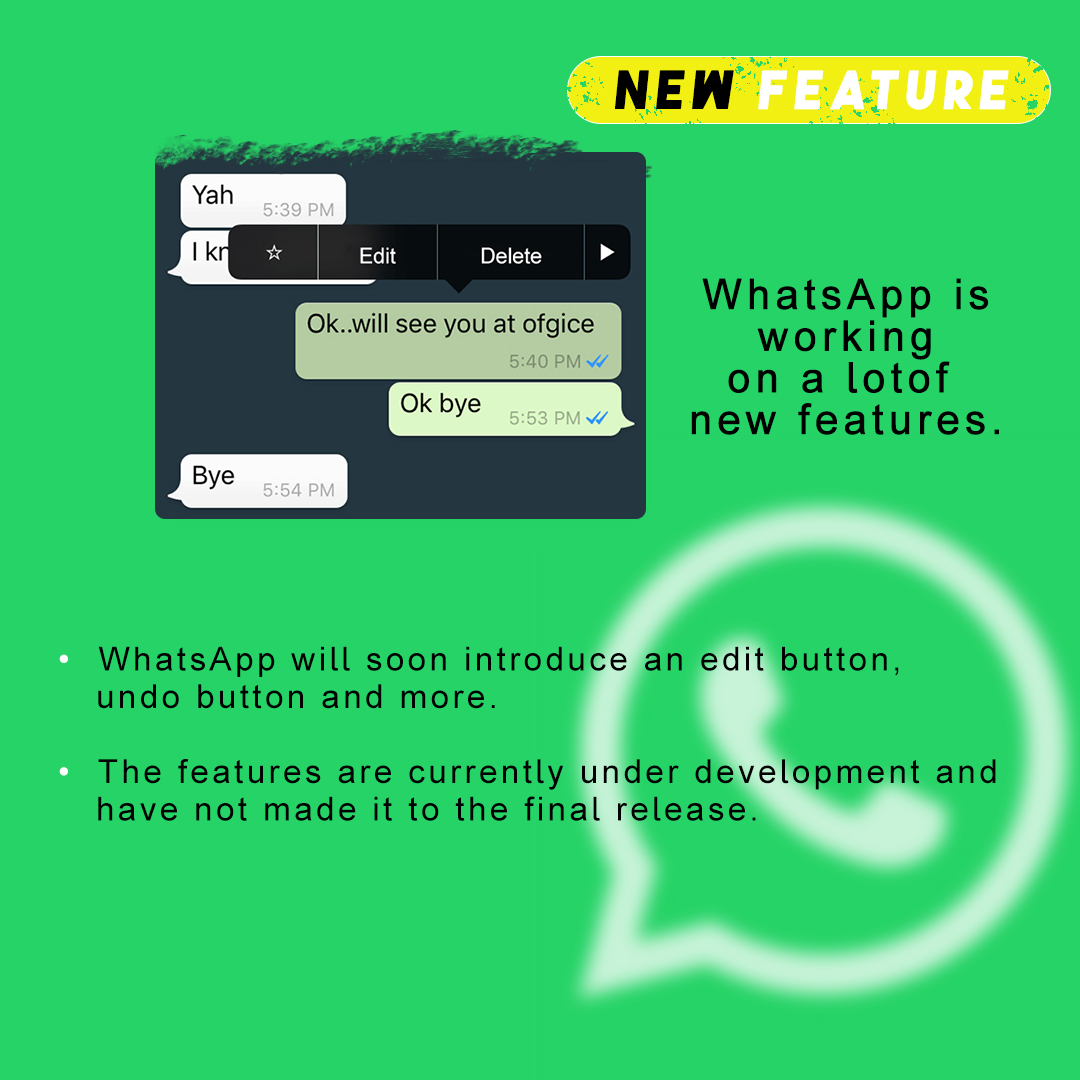 NEW FEATURE
Yah
5:39 PM
I kn
☆ Edit Delete ▶
Ok..will see you at ofgice
5:40 PM
Ok bye
5:53 PM
Bye
5:54 PM
WhatsApp is
working
on a lotof
new features.
• WhatsApp will soon introduce an edit button,
undo button and more.
• The features are currently under development and
have not made it to the final release.